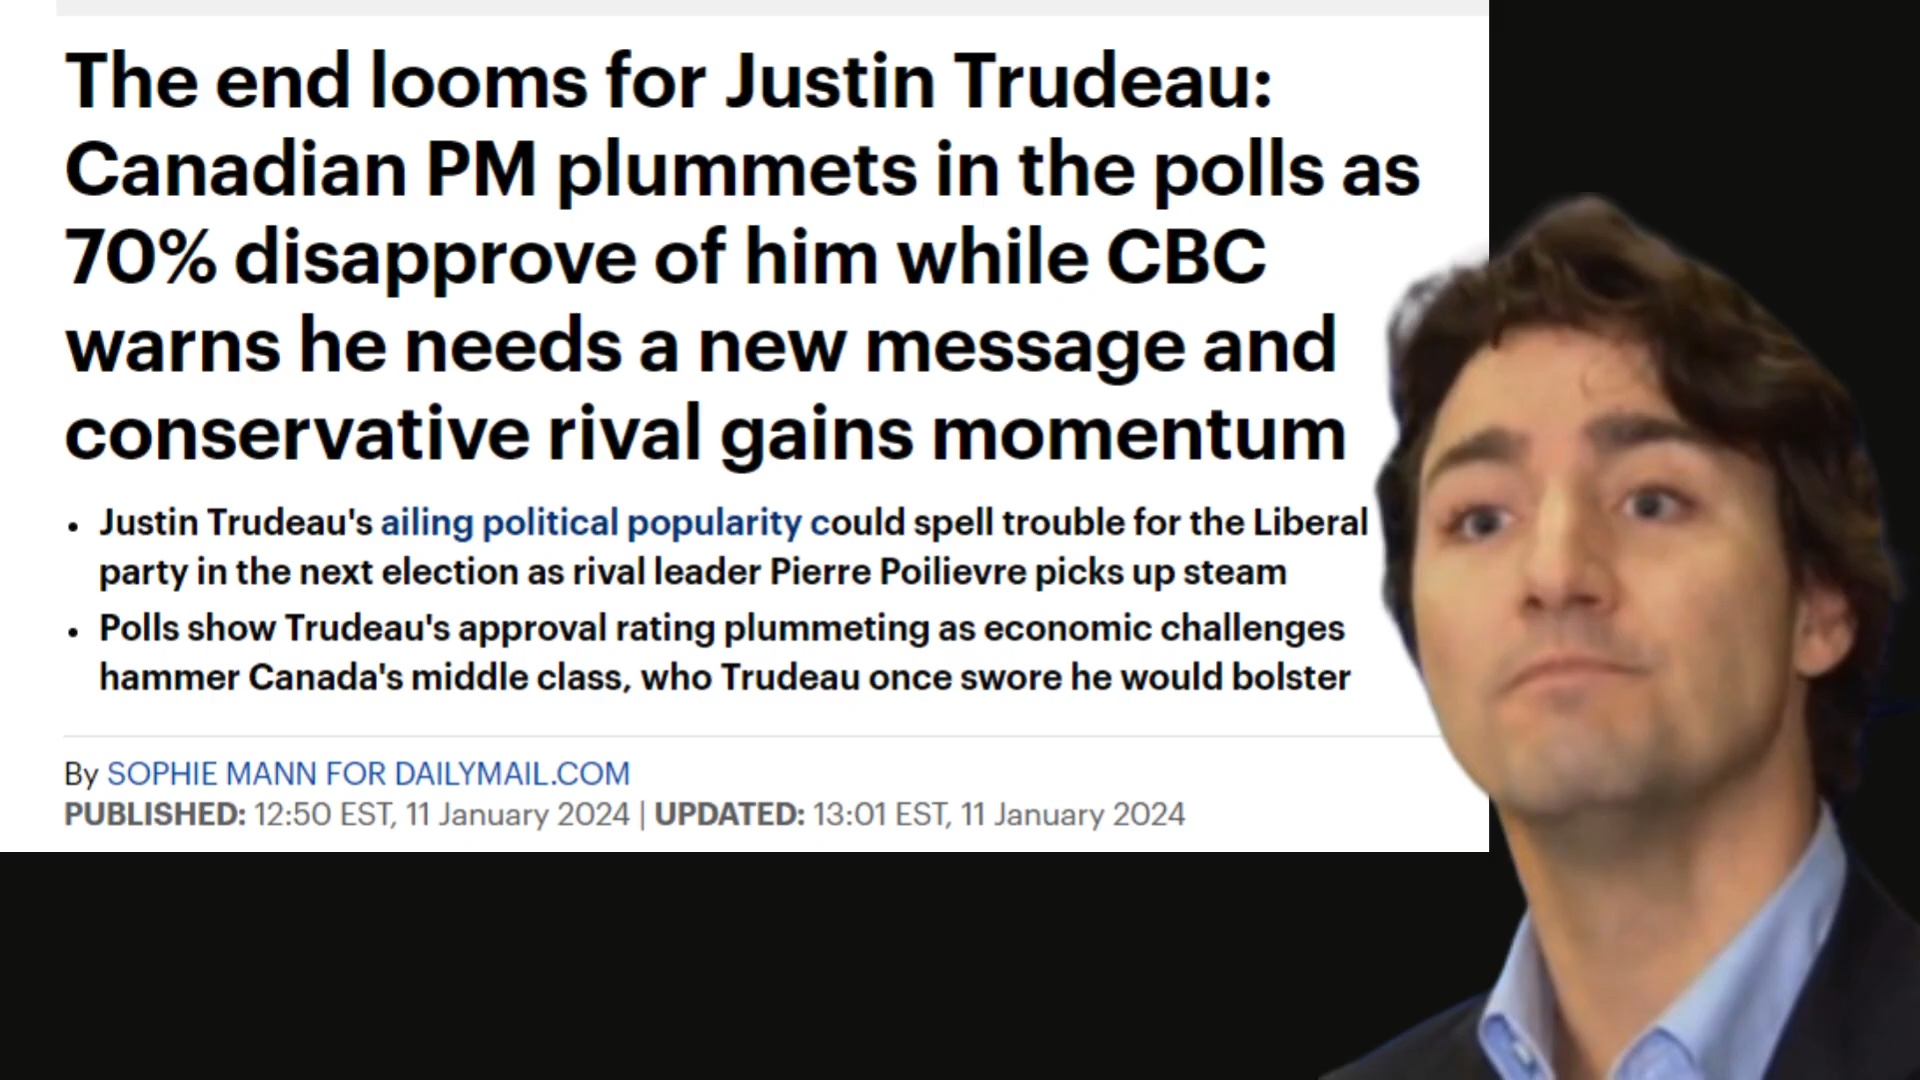 The end looms for Justin Trudeau:
Canadian PM plummets in the polls as
70% disapprove of him while CBC
warns he needs a new message and
conservative rival gains momentum
• Justin Trudeau's ailing political popularity could spell trouble for the Liberal
party in the next election as rival leader Pierre Poilievre picks up steam
• Polls show Trudeau's approval rating plummeting as economic challenges
hammer Canada's middle class, who Trudeau once swore he would bolster
By SOPHIE MANN FOR DAILYMAIL.COM
PUBLISHED: 12:50 EST, 11 January 2024 | UPDATED: 13:01 EST, 11 January 2024